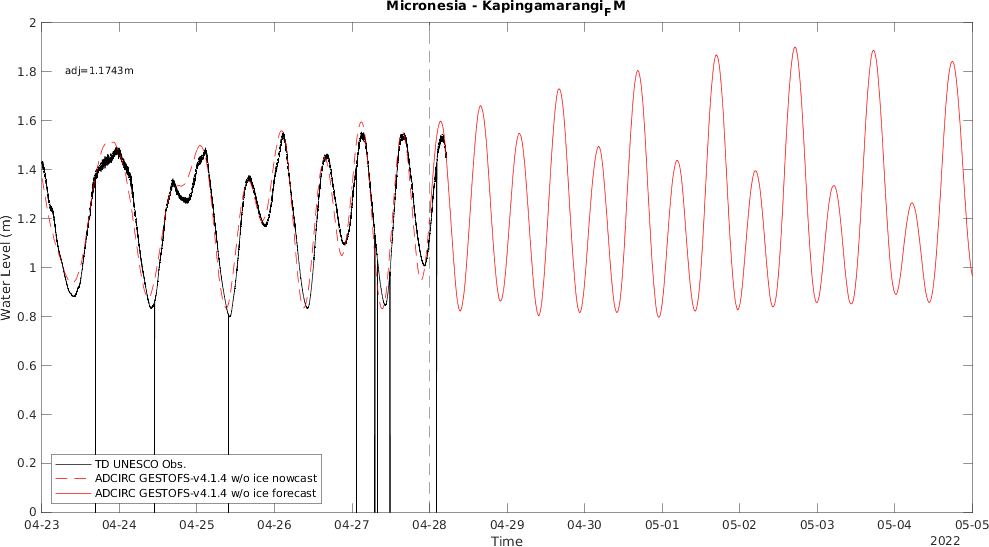 Micronesia - Kapingamarangi_FM
adj=1.1743m
Water Level (m)
2
1.8
1.6
1.4
1.2
1
0.8
0.6
0.4
0.2
0
TD UNESCO Obs.
ADCIRC GESTOFS-v4.1.4 w/o ice nowcast
ADCIRC GESTOFS-v4.1.4 w/o ice forecast
04-23 04-24 04-25 04-26 04-27 04-28 04-29 04-30 05-01 05-02 05-03 05-04 05-05
Time
2022